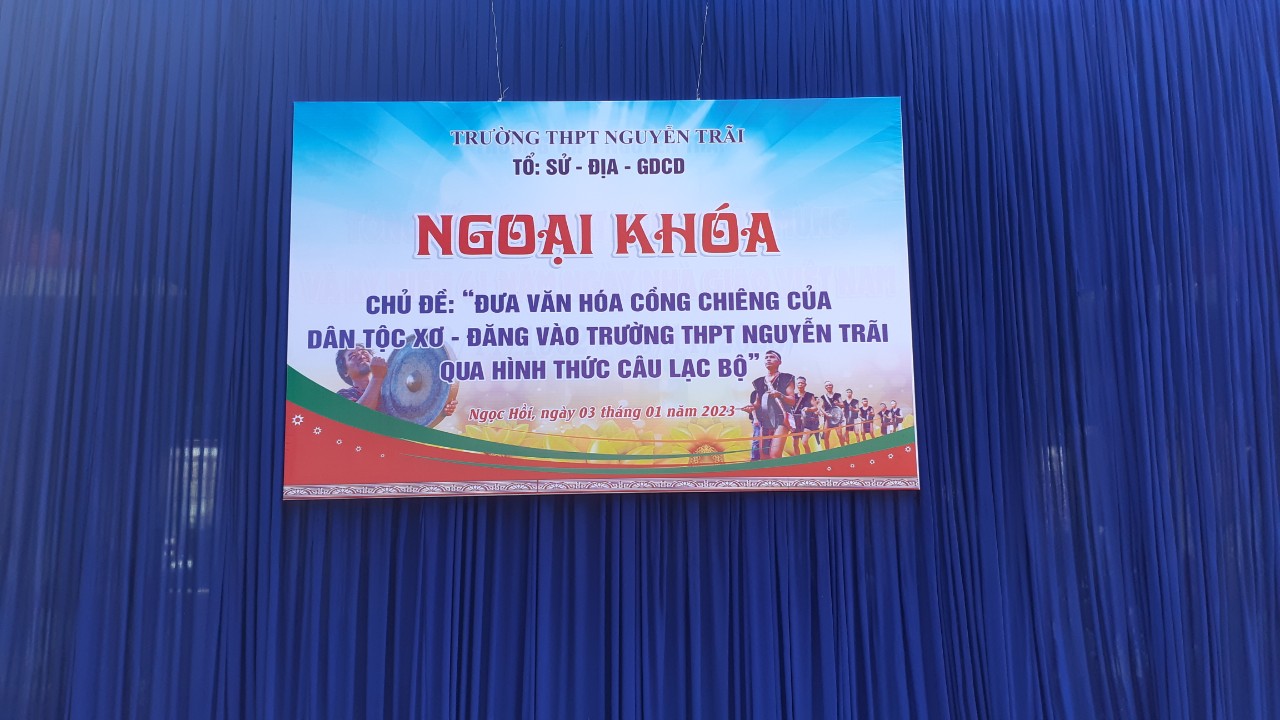 TRƯỜNG THPT NGUYỄN TRÃI
TỔ: SỬ - ĐỊA - GDCD
NGOẠI KHÓA
CHỦ ĐỀ: “ĐƯA VĂN HÓA CỒNG CHIÊNG CỦA
DÂN TỘC XƠ - ĐĂNG VÀO TRƯỜNG THPT NGUYỄN TRÃI
QUA HÌNH THỨC CÂU LẠC BỘ”
Ngọc Hồi, ngày 03 tháng 01 năm 2023